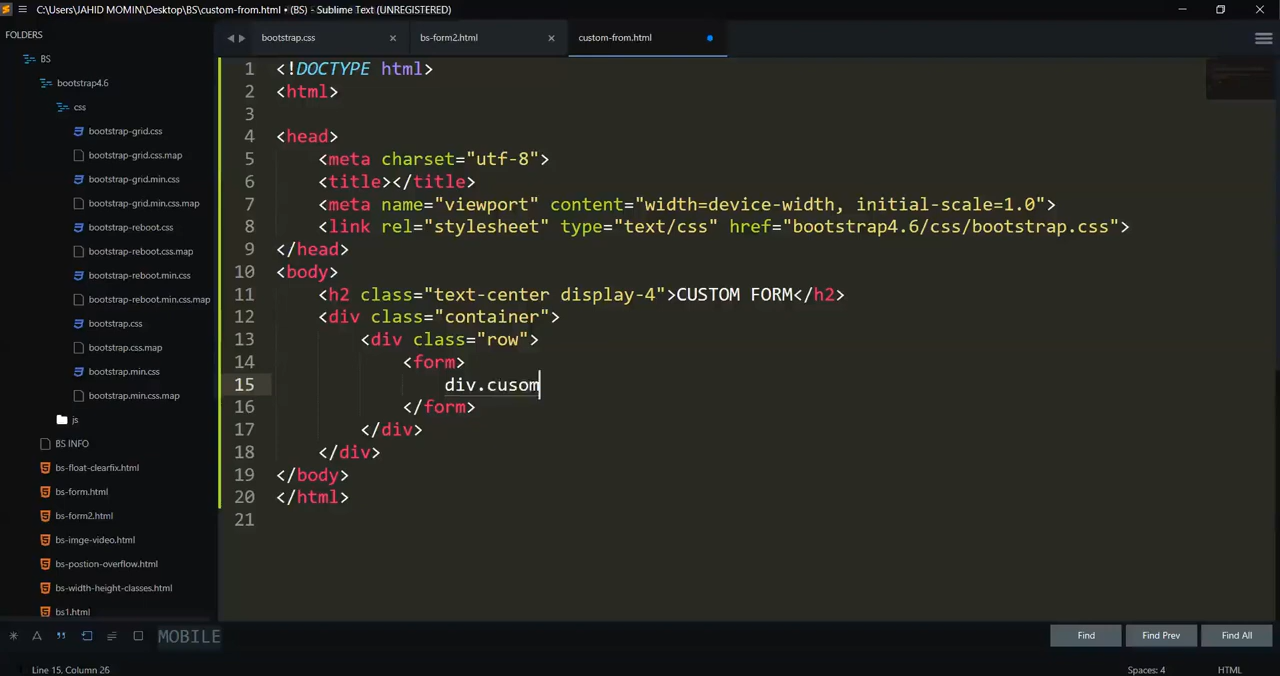 C:\Users\JAHID MOMIN\Desktop\BS\custom-from.html • (BS) - Sublime Text (UNREGISTERED)
FOLDERS
BS
bootstrap4.6
css
bootstrap-grid.css
bootstrap-grid.css.map
bootstrap-grid.min.css
bootstrap-grid.min.css.map
bootstrap-reboot.css
bootstrap-reboot.css.map
bootstrap-reboot.min.css
bootstrap-reboot.min.css.map
bootstrap.css
bootstrap.css.map
bootstrap.min.css
bootstrap.min.css.map
js
BS INFO
bs-float-clearfix.html
bs-form.html
bs-form2.html
bs-imge-video.html
bs-postion-overflow.html
bs-width-height-classes.html
bs1.html
bootstrap.css
bs-form2.html
custom-from.html
1 <!DOCTYPE html>
2 <html>
3
4 <head>
5 <meta charset="utf-8">
6 <title></title>
7 <meta name="viewport" content="width=device-width, initial-scale=1.0">
8 <link rel="stylesheet" type="text/css" href="bootstrap4.6/css/bootstrap.css">
9 </head>
10 <body>
11 <h2 class="text-center display-4">CUSTOM FORM</h2>
12 <div class="container">
13 <div class="row">
14 <form>
15 div.cusom
16 </form>
17 </div>
18 </div>
19 </body>
20 </html>
21
MOBILE
Find
Find Prev
Find All
Line 15, Column 26
Spaces: 4
HTML